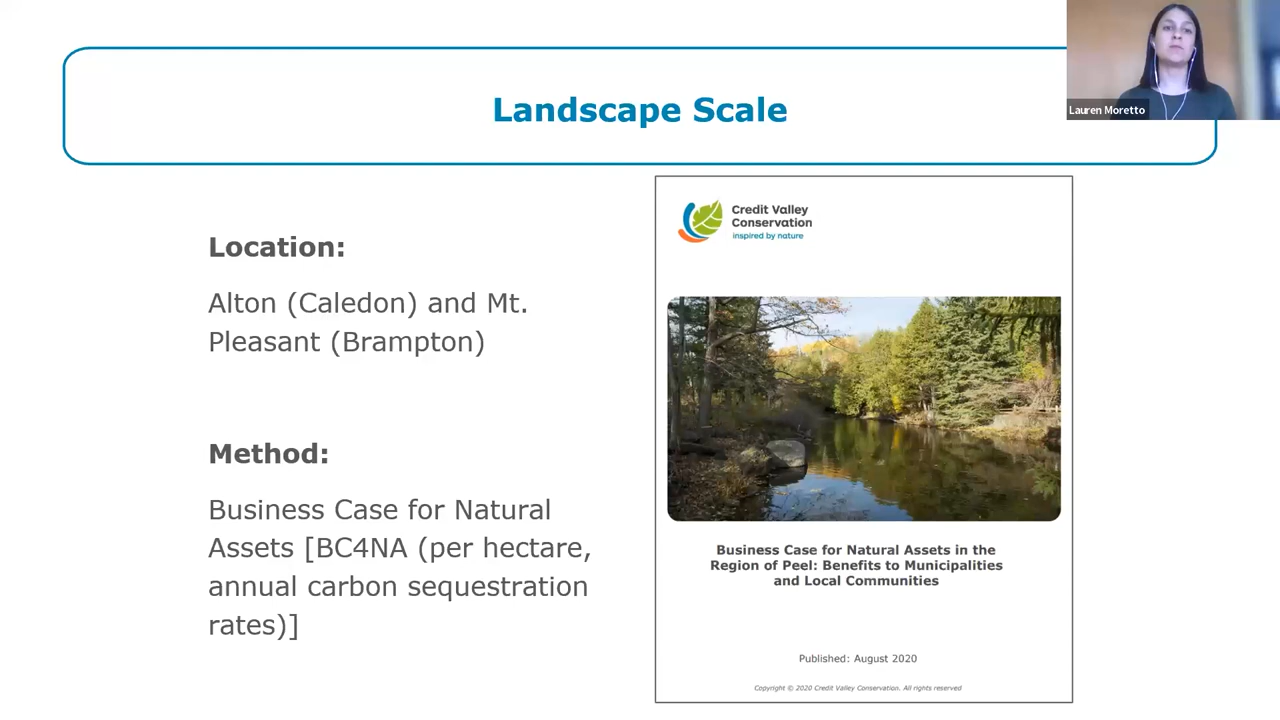 Lauren Moretto
Landscape Scale
Location:
Alton (Caledon) and Mt.
Pleasant (Brampton)
Method:
Business Case for Natural
Assets [BC4NA (per hectare,
annual carbon sequestration
rates)]
Credit Valley
Conservation
inspired by nature
Business Case for Natural Assets in the
Region of Peel: Benefits to Municipalities
and Local Communities
Published: August 2020
Copyright © 2020 Credit Valley Conservation. All rights reserved